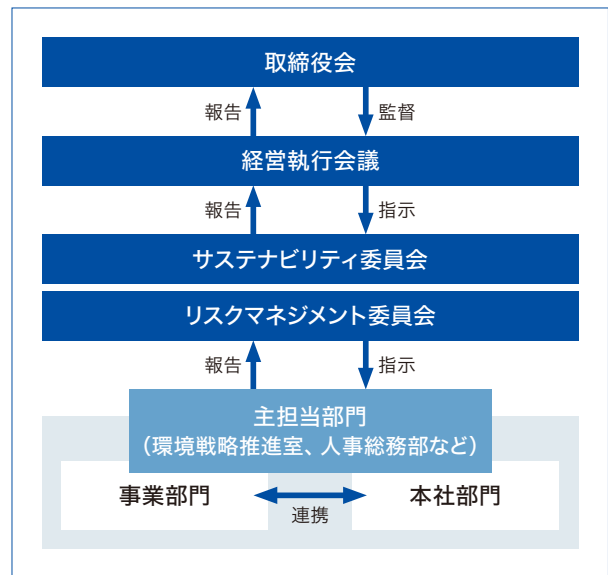 取締役会
報告
監督
経営執行会議
報告
指示
サステナビリティ委員会
リスクマネジメント委員会
報告
指示
主担当部門
（環境戦略推進室、人事総務部など）
事業部門
本社部門
連携